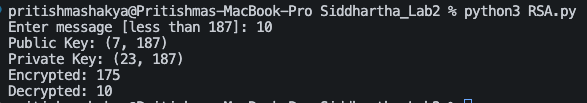 pritishmashakya@Pritishmas-MacBook-Pro Siddhartha_Lab2 % python3 RSA.py
Enter message [less than 187]: 10
Public Key: (7, 187)
Private Key: (23, 187)
Encrypted: 175
Decrypted: 10